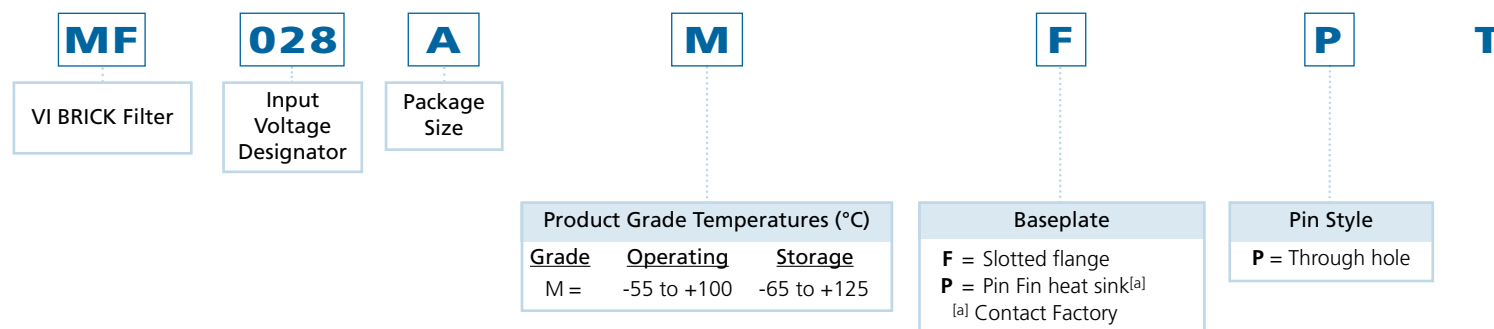 MF 028 A M F P T
VI BRICK Filter
Input
Voltage
Designator
Package
Size
Product Grade Temperatures (°C)
Grade Operating Storage
M = -55 to +100 -65 to +125
Baseplate
F = Slotted flange
P = Pin Fin heat sink[a]
[a] Contact Factory
Pin Style
P = Through hole